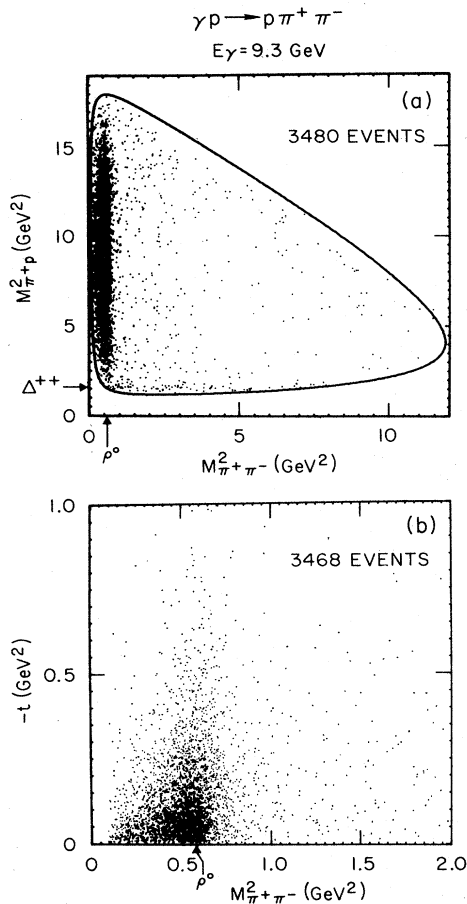 γp → pπ⁺π⁻
Eγ = 9.3 GeV
(a)
3480 EVENTS
M²π+p (GeV²)
15
10
5
Δ⁺⁺
0
0 5 10
ρ⁰
M²π+π− (GeV²)
(b)
3468 EVENTS
1.0
-t (GeV²)
0.5
0
0 0.5 1.0 1.5 2.0
ρ⁰
M²π+π− (GeV²)